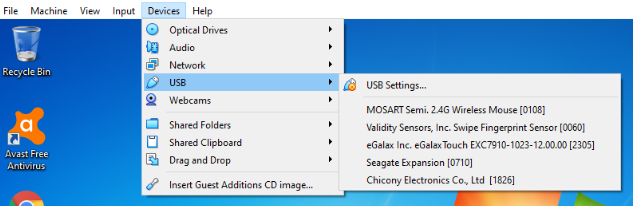 File Machine View Input Devices Help
Recycle Bin
Avast Free
Antivirus
Optical Drives
Audio
Network
USB
Webcams
Shared Folders
Shared Clipboard
Drag and Drop
Insert Guest Additions CD image...
USB Settings...
MOSART Semi. 2.4G Wireless Mouse [0108]
Validity Sensors, Inc. Swipe Fingerprint Sensor [0060]
eGalax Inc. eGalaxTouch EXC7910-1023-12.00.00 [2305]
Seagate Expansion [0710]
Chicony Electronics Co., Ltd [1826]